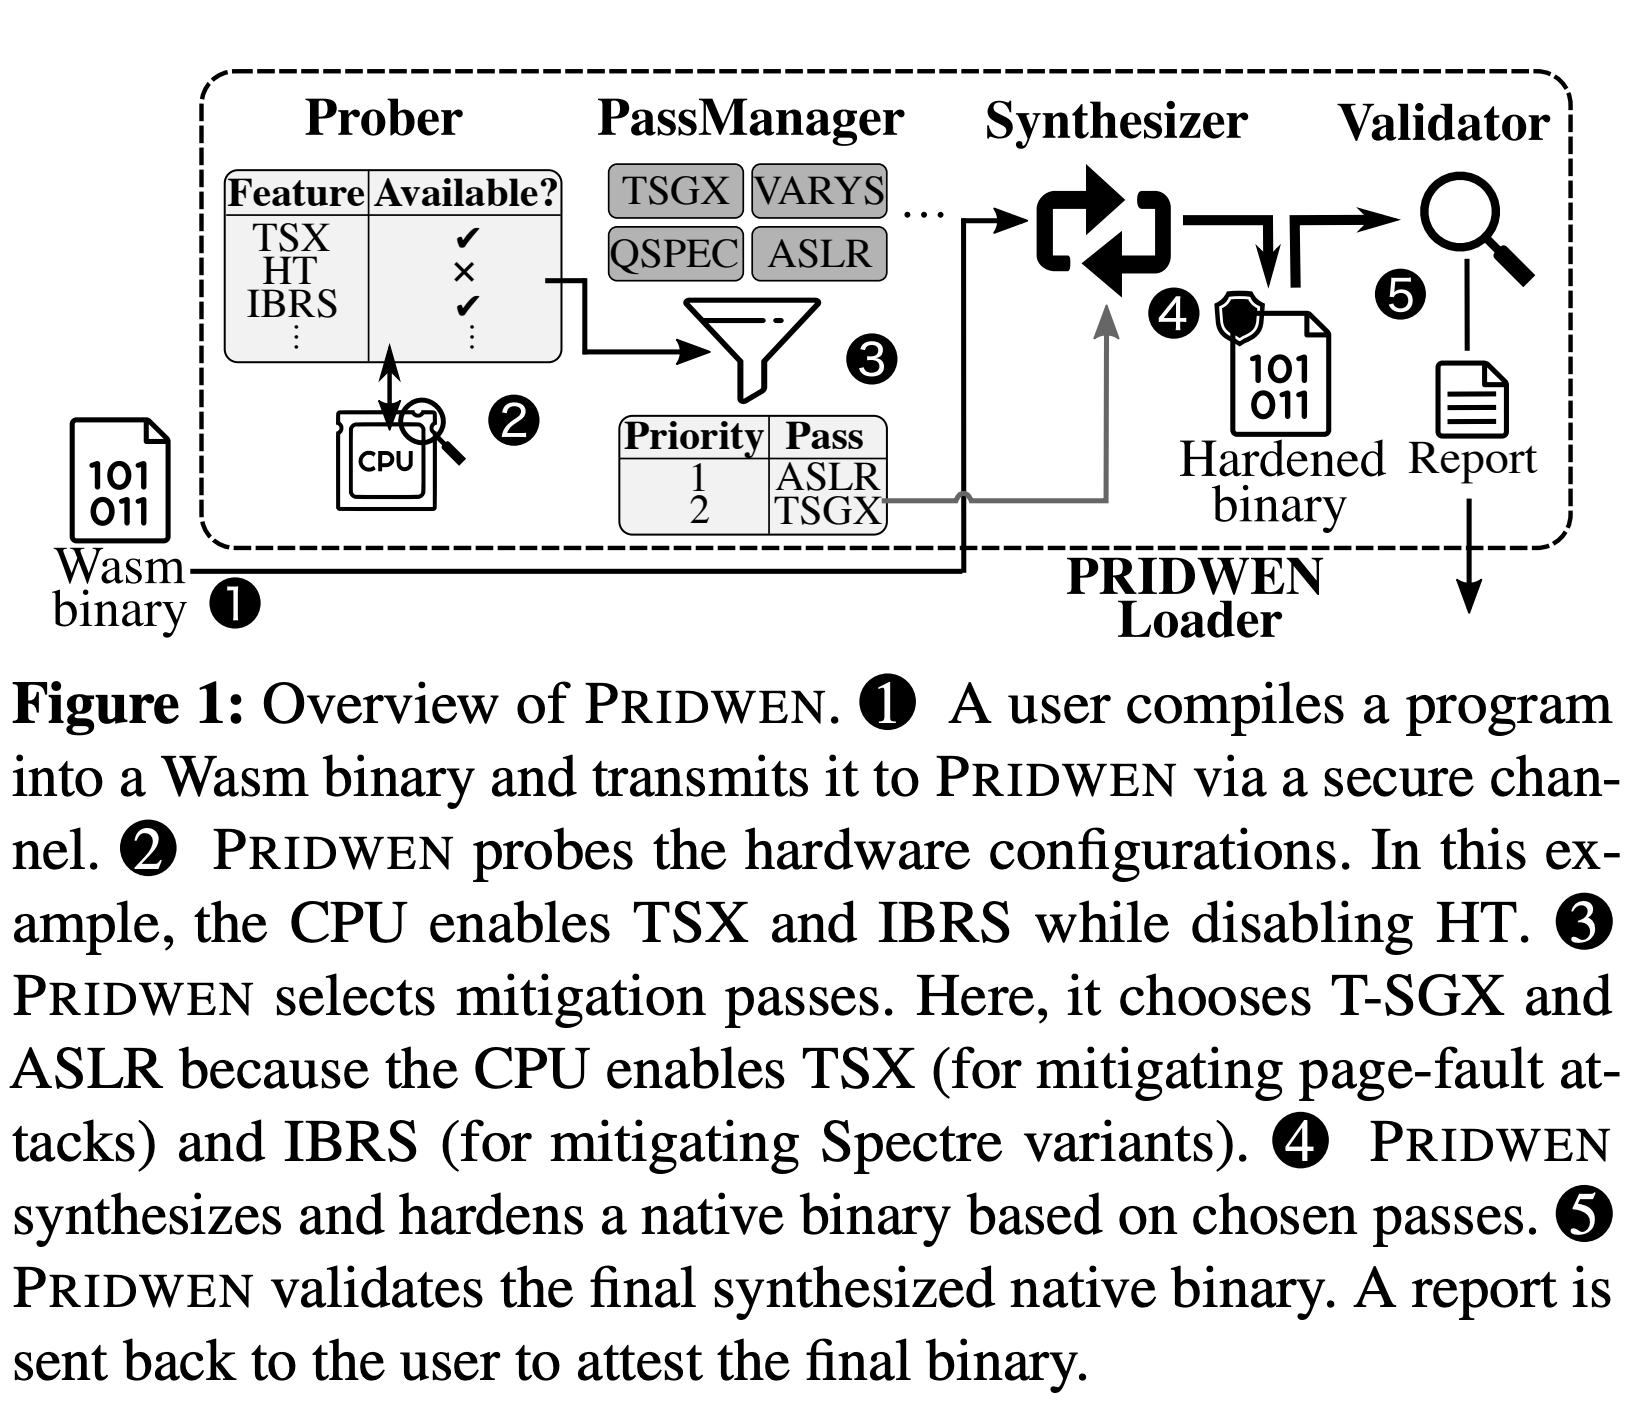 Prober
PassManager
Synthesizer
Validator
Feature Available?
TSX ✔
HT ×
IBRS ✔
⋮ ⋮
TSGX VARYS
QSPEC ASLR
...
CPU
❷
❸
Priority Pass
1 ASLR
2 TSGX
❹
❺
101
011
Hardened
binary
Report
101
011
Wasm
binary
❶
PRIDWEN
Loader
Figure 1: Overview of PRIDWEN. ❶ A user compiles a program
into a Wasm binary and transmits it to PRIDWEN via a secure chan-
nel. ❷ PRIDWEN probes the hardware configurations. In this ex-
ample, the CPU enables TSX and IBRS while disabling HT. ❸
PRIDWEN selects mitigation passes. Here, it chooses T-SGX and
ASLR because the CPU enables TSX (for mitigating page-fault at-
tacks) and IBRS (for mitigating Spectre variants). ❹ PRIDWEN
synthesizes and hardens a native binary based on chosen passes. ❺
PRIDWEN validates the final synthesized native binary. A report is
sent back to the user to attest the final binary.